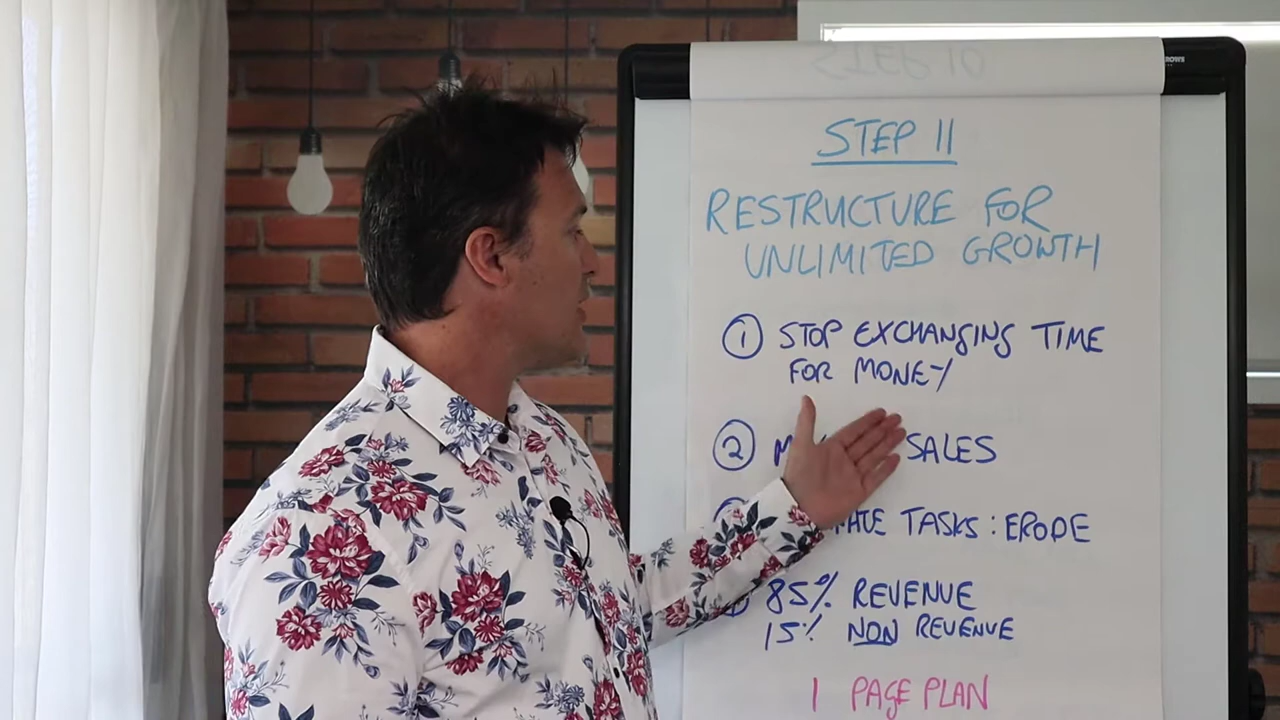 STEP 11
RESTRUCTURE FOR
UNLIMITED GROWTH
1 STOP EXCHANGING TIME
FOR MONEY
2 SALES
TASKS : ERODE
85% REVENUE
15% NON REVENUE
1 PAGE PLAN